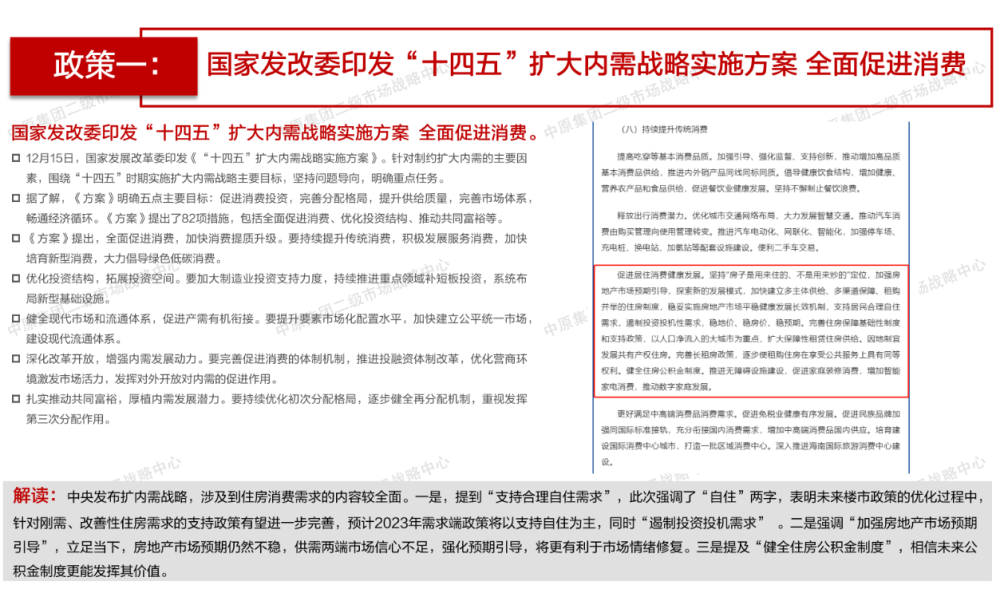 政策一：
国家发改委印发“十四五”扩大内需战略实施方案 全面促进消费
国家发改委印发“十四五”扩大内需战略实施方案 全面促进消费。
12月15日，国家发展改革委印发《“十四五”扩大内需战略实施方案》。针对制约扩大内需的主要因
素，围绕“十四五”时期实施扩大内需战略主要目标，坚持问题导向，明确重点任务。
据了解，《方案》明确五点主要目标：促进消费投资，完善分配格局，提升供给质量，完善市场体系，
畅通经济循环。《方案》提出了82项措施，包括全面促进消费、优化投资结构、推动共同富裕等。
《方案》提出，全面促进消费，加快消费提质升级。要持续提升传统消费，积极发展服务消费，加快
培育新型消费，大力倡导绿色低碳消费。
优化投资结构，拓展投资空间。要加大制造业投资支持力度，持续推进重点领域补短板投资，系统布
局新型基础设施。
健全现代市场和流通体系，促进产需有机衔接。要提升要素市场化配置水平，加快建立公平统一市场，
建设现代流通体系。
深化改革开放，增强内需发展动力。要完善促进消费的体制机制，推进投融资体制改革，优化营商环
境激发市场活力，发挥对外开放对内需的促进作用。
扎实推动共同富裕，厚植内需发展潜力。要持续优化初次分配格局，逐步健全再分配机制，重视发挥
第三次分配作用。
（八）持续提升传统消费
提高吃穿等基本消费品质。加强引导、强化监督、支持创新，推动增加高品质
基本消费品供给，推进内外销产品同线同标同质。倡导健康饮食结构，增加健康、
营养农产品和食品供给，促进餐饮业健康发展。坚持不懈制止餐饮浪费。
释放出行消费潜力。优化城市交通网络布局，大力发展智慧交通。推动汽车消
费由购买管理向使用管理转变。推进汽车电动化、网联化、智能化，加强停车场、
充电桩、换电站、加氢站等配套设施建设。便利二手车交易。
促进居住消费健康发展。坚持“房子是用来住的、不是用来炒的”定位，加强房
地产市场预期引导，探索新的发展模式，加快建立多主体供给、多渠道保障、租购
并举的住房制度，稳妥实施房地产市场平稳健康发展长效机制，支持居民合理自住
需求，遏制投资投机性需求，稳地价、稳房价、稳预期。完善住房保障基础性制度
和支持政策，以人口净流入的大城市为重点，扩大保障性租赁住房供给。因地制宜
发展共有产权住房。完善长租房政策，逐步使租购住房在享受公共服务上具有同等
权利。健全住房公积金制度。推进无障碍设施建设，促进家庭装修消费，增加智能
家电消费，推动数字家庭发展。
更好满足中高端消费品消费需求。促进免税业健康有序发展。促进民族品牌加
强同国际标准接轨，充分衔接国内消费需求，增加中高端消费品国内供应。培育建
设国际消费中心城市，打造一批区域消费中心。深入推进海南国际旅游消费中心建
设。
解读：中央发布扩内需战略，涉及到住房消费需求的内容较全面。一是，提到“支持合理自住需求”，此次强调了“自住”两字，表明未来楼市政策的优化过程中，
针对刚需、改善性住房需求的支持政策有望进一步完善，预计2023年需求端政策将以支持自住为主，同时“遏制投资投机需求” 。二是强调“加强房地产市场预期
引导”，立足当下，房地产市场预期仍然不稳，供需两端市场信心不足，强化预期引导，将更有利于市场情绪修复。三是提及“健全住房公积金制度”，相信未来公
积金制度更能发挥其价值。